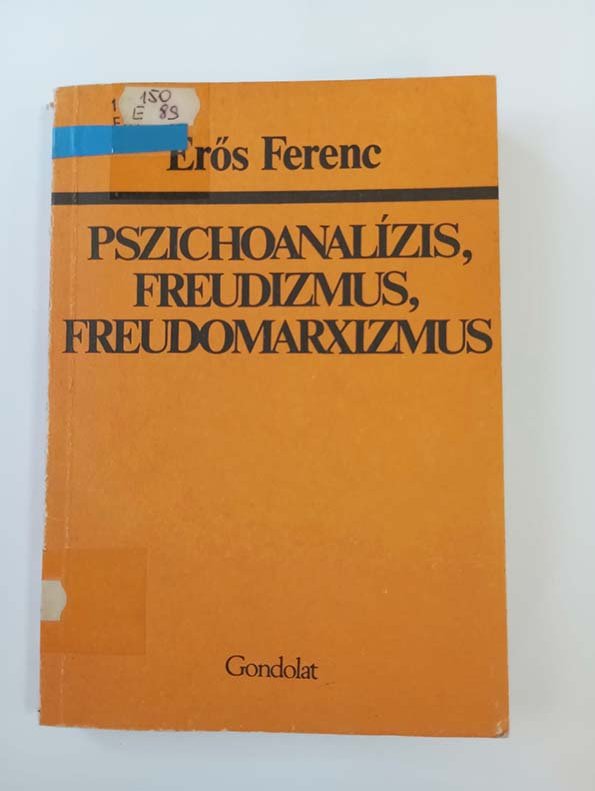 150
E 89
Erős Ferenc
PSZICHOANALÍZIS,
FREUDIZMUS,
FREUDOMARXIZMUS
Gondolat